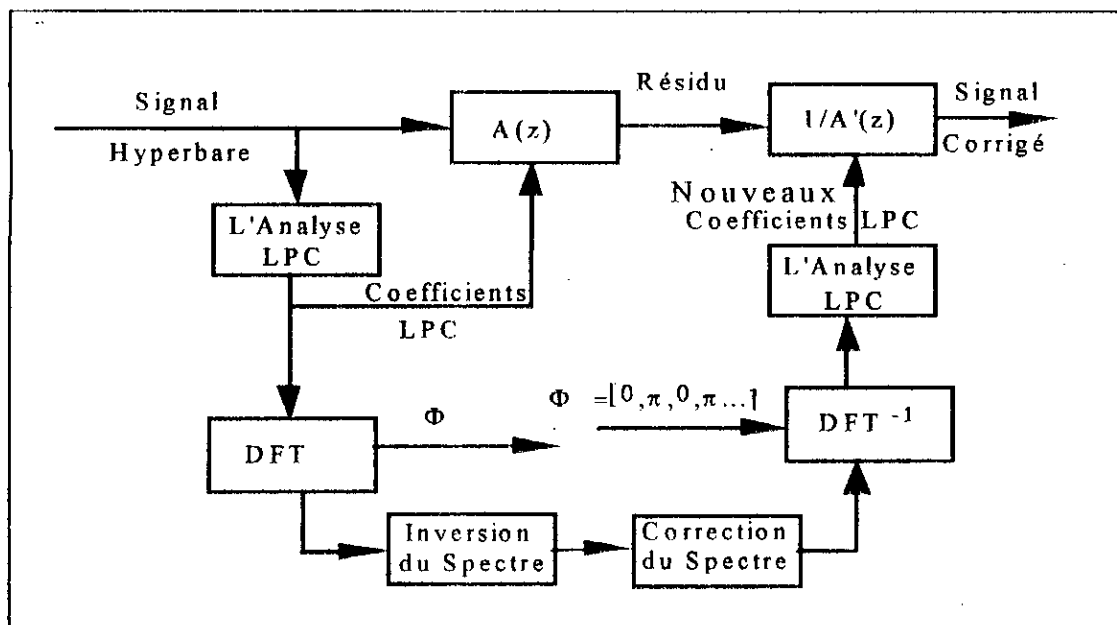 Signal
Hyperbare
A(z)
Résidu
1/A'(z)
Signal
Corrigé
L'Analyse
LPC
Coefficients
LPC
Nouveaux
Coefficients LPC
L'Analyse
LPC
DFT
Φ
Φ =[0,π,0,π...]
DFT -1
Inversion
du Spectre
Correction
du Spectre